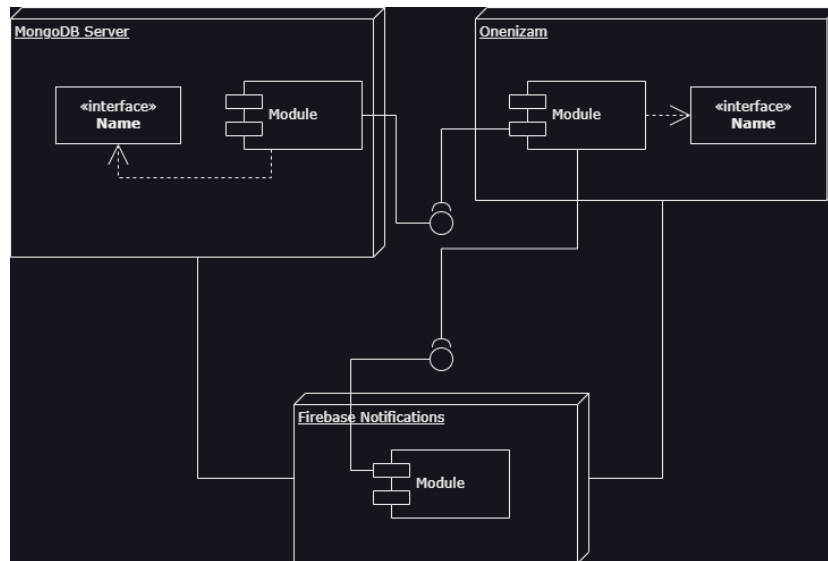 MongoDB Server
«interface»
Name
Module
Onenizam
Module
«interface»
Name
Firebase Notifications
Module